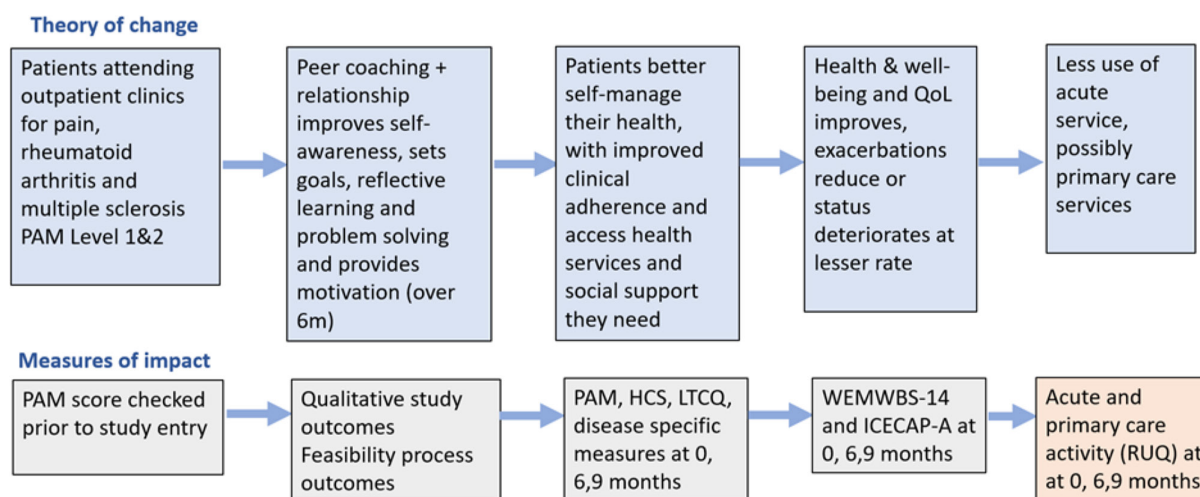 Theory of change
Patients attending
outpatient clinics
for pain,
rheumatoid
arthritis and
multiple sclerosis
PAM Level 1&2
Peer coaching +
relationship
improves self-
awareness, sets
goals, reflective
learning and
problem solving
and provides
motivation (over
6m)
Patients better
self-manage
their health,
with improved
clinical
adherence and
access health
services and
social support
they need
Health & well-
being and QoL
improves,
exacerbations
reduce or
status
deteriorates at
lesser rate
Less use of
acute
service,
possibly
primary care
services
Measures of impact
PAM score checked
prior to study entry
Qualitative study
outcomes
Feasibility process
outcomes
PAM, HCS, LTCQ,
disease specific
measures at 0,
6,9 months
WEMWBS-14
and ICECAP-A at
0, 6,9 months
Acute and
primary care
activity (RUQ) at
at 0, 6,9 months